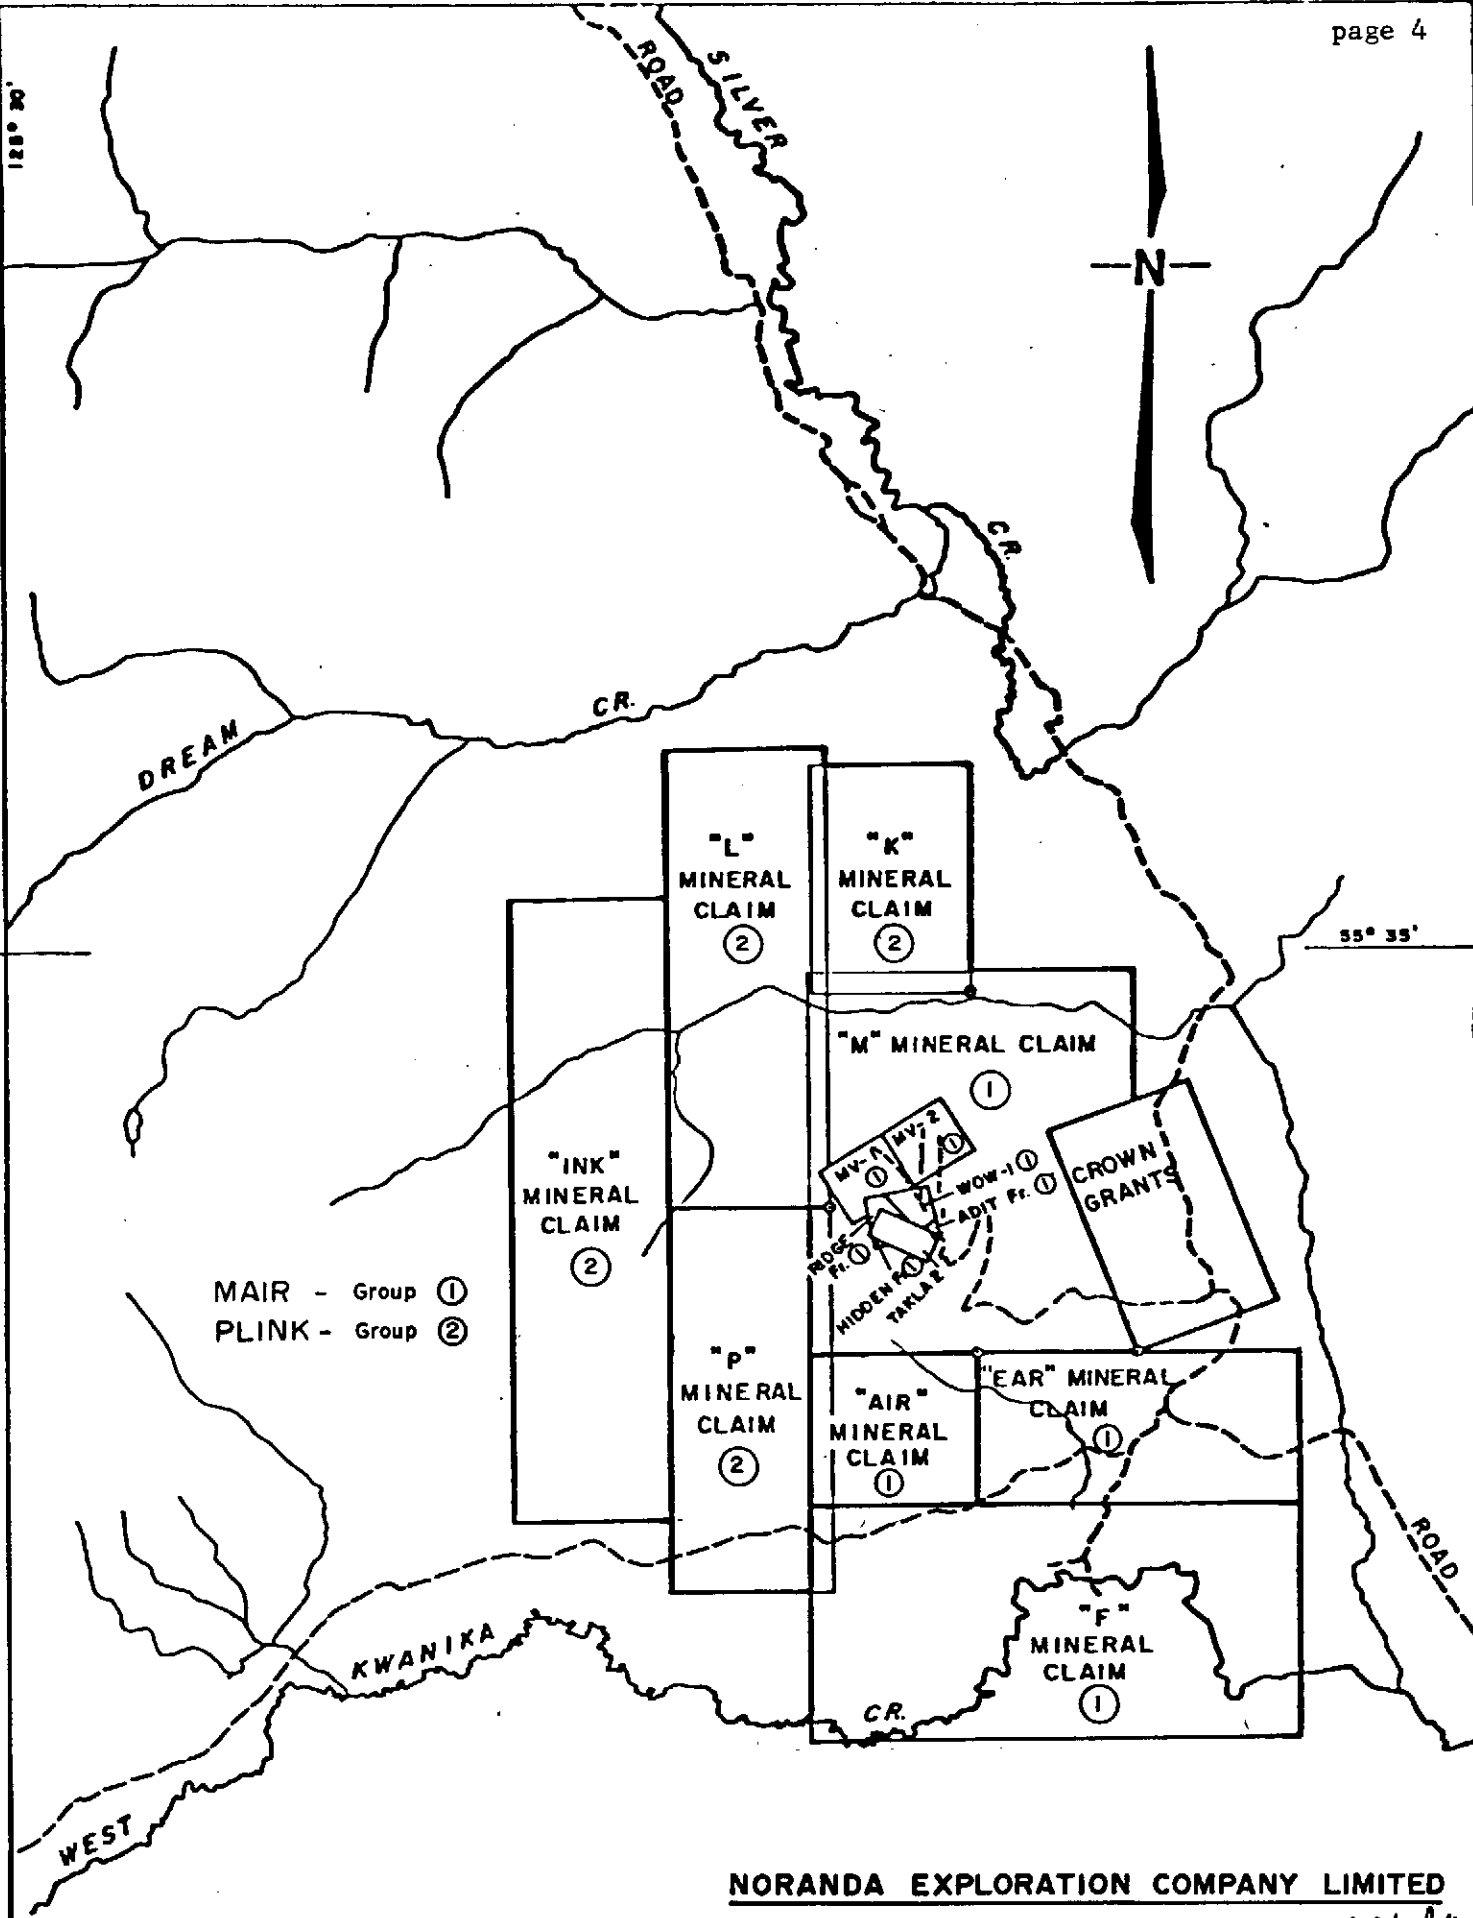 page 4
128° 30'
ROAD
SILVER
N
CR.
CR.
DREAM
"L"
MINERAL
CLAIM
2
"K"
MINERAL
CLAIM
2
55° 35'
"M" MINERAL CLAIM
1
MV-1
1
MV-2
1
WOW-1 1
ADIT Fr. 1
CROWN
GRANTS
"INK"
MINERAL
CLAIM
2
RIDGE
Fr. 1
HIDDEN Fr. 1
TAKLA 2
MAIR - Group 1
PLINK - Group 2
"P"
MINERAL
CLAIM
2
"AIR"
MINERAL
CLAIM
1
"EAR" MINERAL
CLAIM
1
ROAD
"F"
MINERAL
CLAIM
1
KWANIKA
CR.
WEST
NORANDA EXPLORATION COMPANY LIMITED